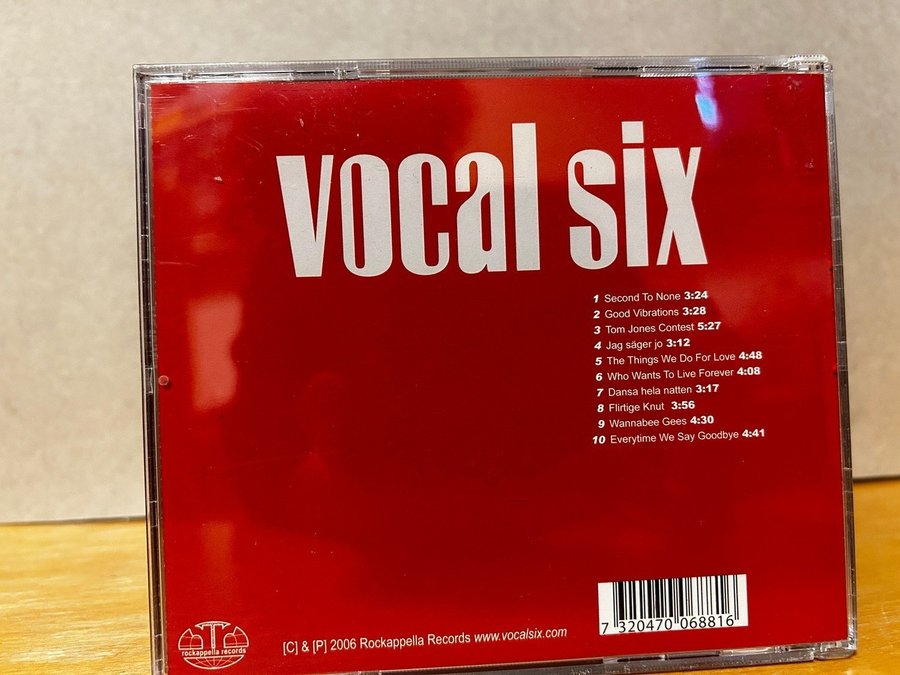 vocal six
1 Second To None 3:24
2 Good Vibrations 3:28
3 Tom Jones Contest 5:27
4 Jag säger jo 3:12
5 The Things We Do For Love 4:48
6 Who Wants To Live Forever 4:08
7 Dansa hela natten 3:17
8 Flirtige Knut 3:56
9 Wannabee Gees 4:30
10 Everytime We Say Goodbye 4:41
7 320470 068816
rockappella records
[C] & [P] 2006 Rockappella Records www.vocalsix.com